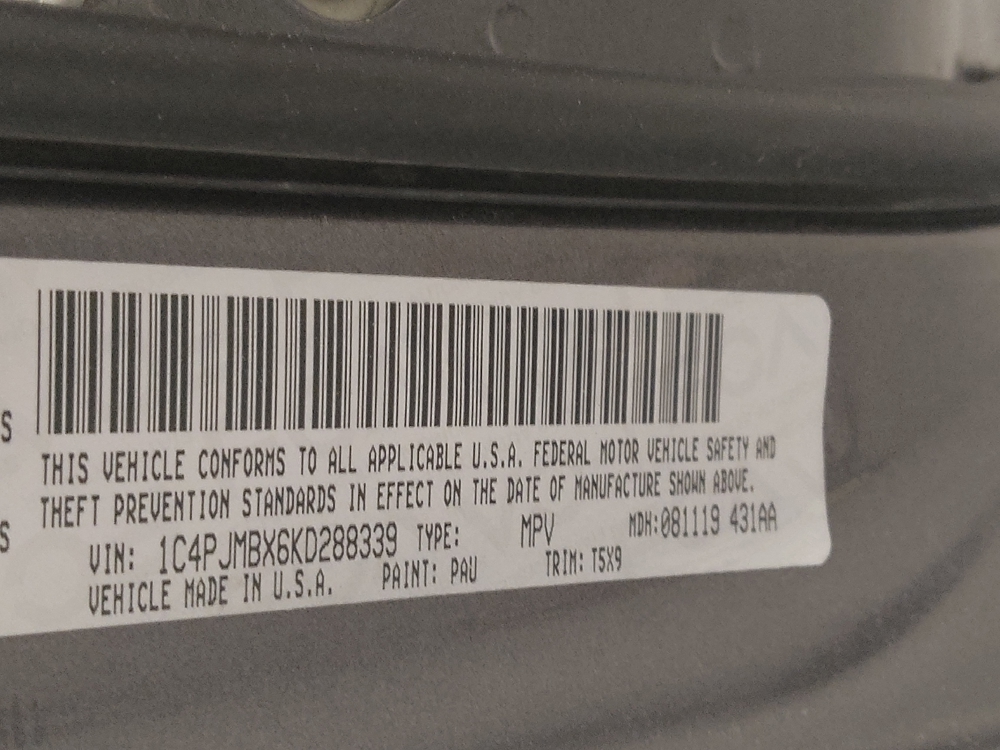 S
THIS VEHICLE CONFORMS TO ALL APPLICABLE U.S.A. FEDERAL MOTOR VEHICLE SAFETY AND
THEFT PREVENTION STANDARDS IN EFFECT ON THE DATE OF MANUFACTURE SHOWN ABOVE.
S
VIN: 1C4PJMBX6KD288339 TYPE: MPV MDH:081119 431AA
VEHICLE MADE IN U.S.A. PAINT: PAU TRIM: T5X9